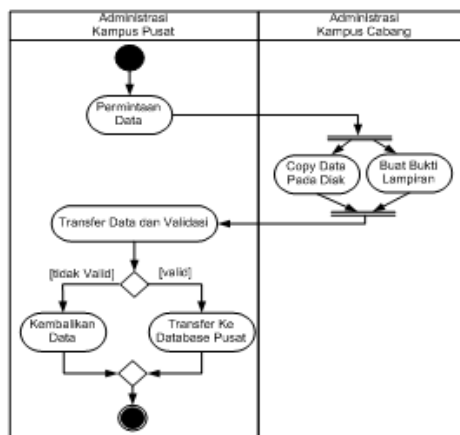 Administrasi
Kampus Pusat
Administrasi
Kampus Cabang
Permintaan
Data
Copy Data
Pada Disk
Buat Bukti
Lampiran
Transfer Data dan Validasi
[tidak Valid]
[valid]
Kembalikan
Data
Transfer Ke
Database Pusat